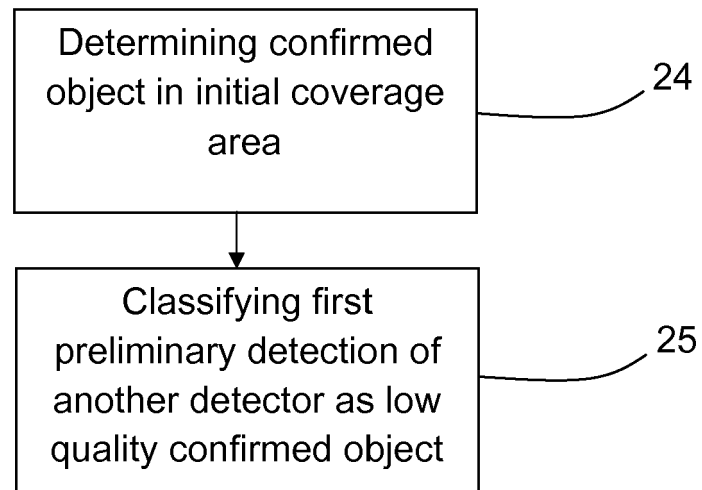 Determining confirmed
object in initial coverage
area
24
Classifying first
preliminary detection of
another detector as low
quality confirmed object
25